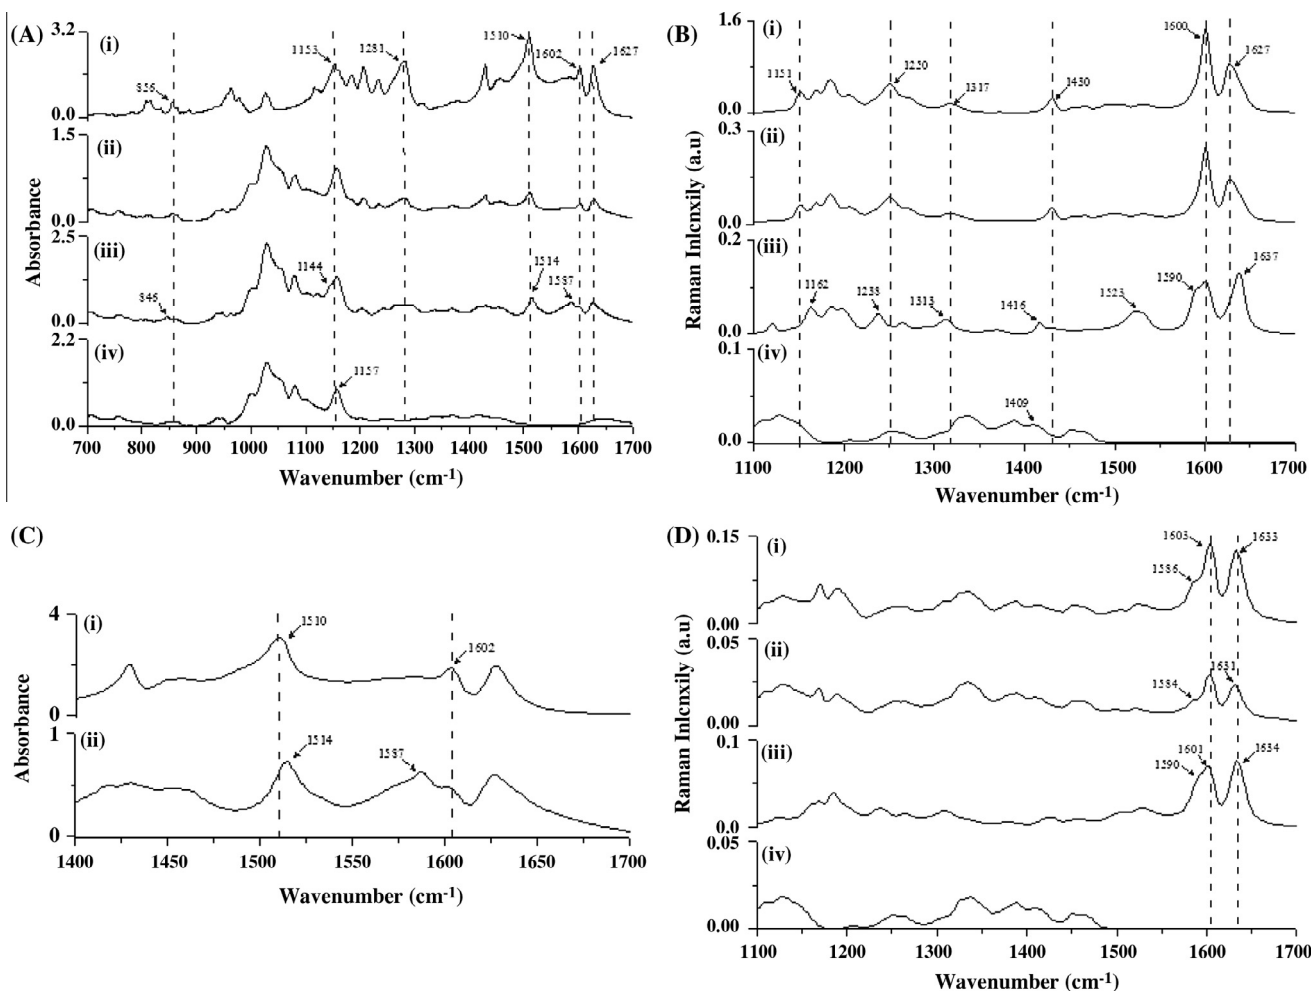 (A)
3.2
(i)
856
1153
1281
1510
1602
1627
0.0
1.5
(ii)
0.0
2.5
(iii)
846
1144
1514
1587
0.0
2.2
(iv)
1157
0.0
700 800 900 1000 1100 1200 1300 1400 1500 1600 1700
Wavenumber (cm-1)
Absorbance
(B)
1.6
(i)
1151
1250
1317
1430
1600
1627
0.0
0.3
(ii)
0.0
0.2
(iii)
1162
1238
1313
1416
1523
1590
1637
0.0
0.1
(iv)
1409
0.0
1100 1200 1300 1400 1500 1600 1700
Wavenumber (cm-1)
Raman Inlcnxily (a.u)
(C)
4
(i)
1510
1602
0
1
(ii)
1514
1587
0
1400 1450 1500 1550 1600 1650 1700
Wavenumber (cm-1)
Absorbance
(D)
0.15
(i)
1586
1603
1633
0.00
0.05
(ii)
1584
1631
0.00
0.1
(iii)
1590
1601
1634
0.0
0.05
(iv)
0.00
1100 1200 1300 1400 1500 1600 1700
Wavenumber (cm-1)
Raman Inlcnxily (a.u)